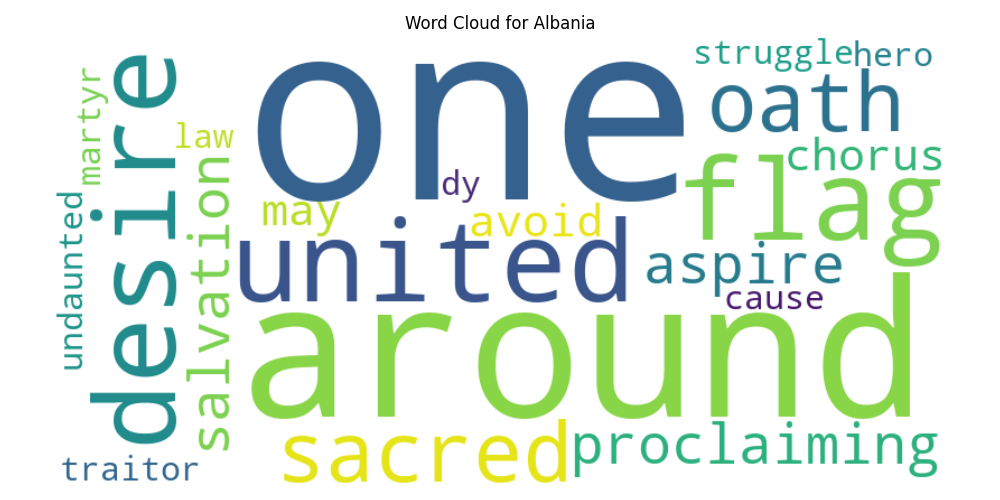 Word Cloud for Albania
one
around
desire
united
flag
oath
sacred
salvation
proclaiming
aspire
chorus
struggle
hero
martyr
law
may
dy
avoid
cause
undaunted
traitor